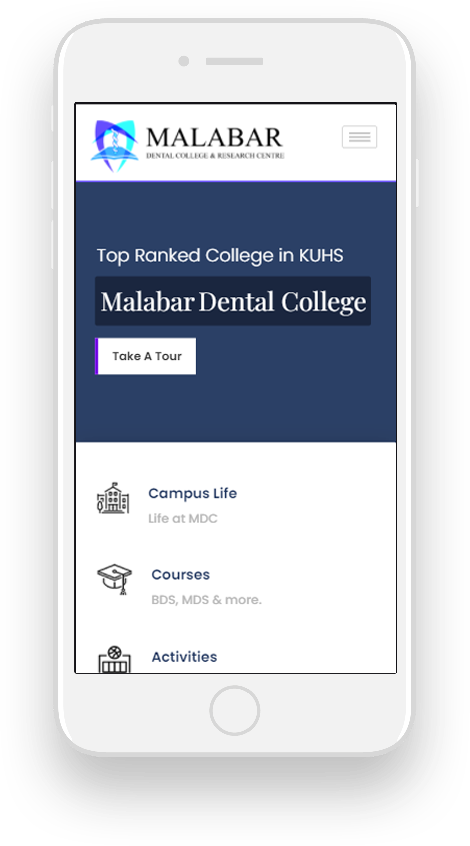 MALABAR
DENTAL COLLEGE & RESEARCH CENTRE
Top Ranked College in KUHS
Malabar Dental College
Take A Tour
Campus Life
Life at MDC
Courses
BDS, MDS & more.
Activities